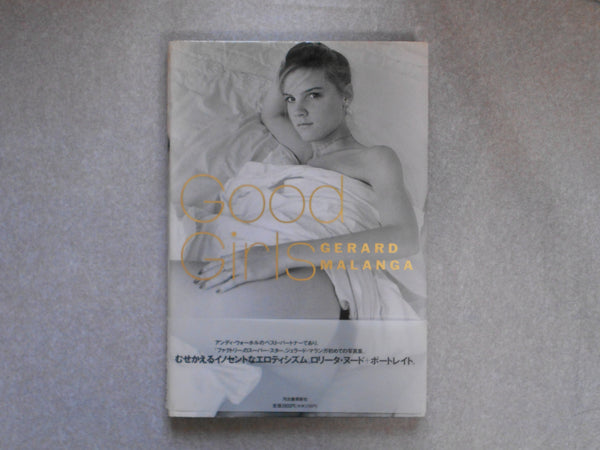 Good
Girls
GERARD
MALANGA
アンディ・ウォーホルのベスト・パートナーであり、
「ファクトリー」のスーパー・スター、ジェラード・マランガ初めての写真集。
むせかえるイノセントなエロティシズム。ロリータ・ヌード+ポートレイト。
河出書房新社